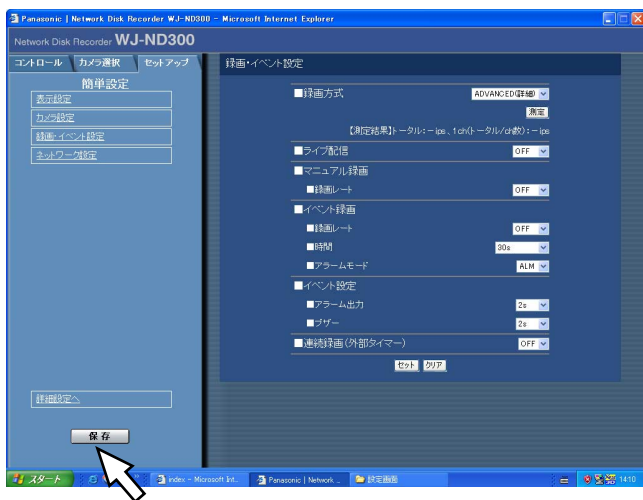 Panasonic | Network Disk Recorder WJ-ND300 - Microsoft Internet Explorer
Network Disk Recorder WJ-ND300
コントロール カメラ選択 セットアップ
録画・イベント設定
簡単設定
表示設定
カメラ設定
録画・イベント設定
ネットワーク設定
詳細設定へ
保存
■録画方式 ADVANCED(詳細)
測定
【測定結果】トータル:－ips、1ch(トータル/ch数):－ips
■ライブ配信 OFF
■マニュアル録画
■録画レート OFF
■イベント録画
■録画レート OFF
■時間 30s
■アラームモード ALM
■イベント設定
■アラーム出力 2s
■ブザー 2s
■連続録画(外部タイマー) OFF
セット クリア
スタート index - Microsoft Int... Panasonic | Network ... 設定画面 14:10